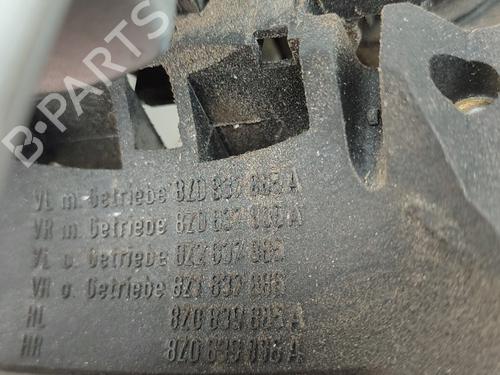 B-PARTS
VL m. Getriebe 8Z0 837 885 A
VR m. Getriebe 8Z0 837 886 A
VL o. Getriebe 8Z2 837 885
VR o. Getriebe 8Z1 837 886
HL 8Z0 839 885 A
HR 8Z0 839 886 A